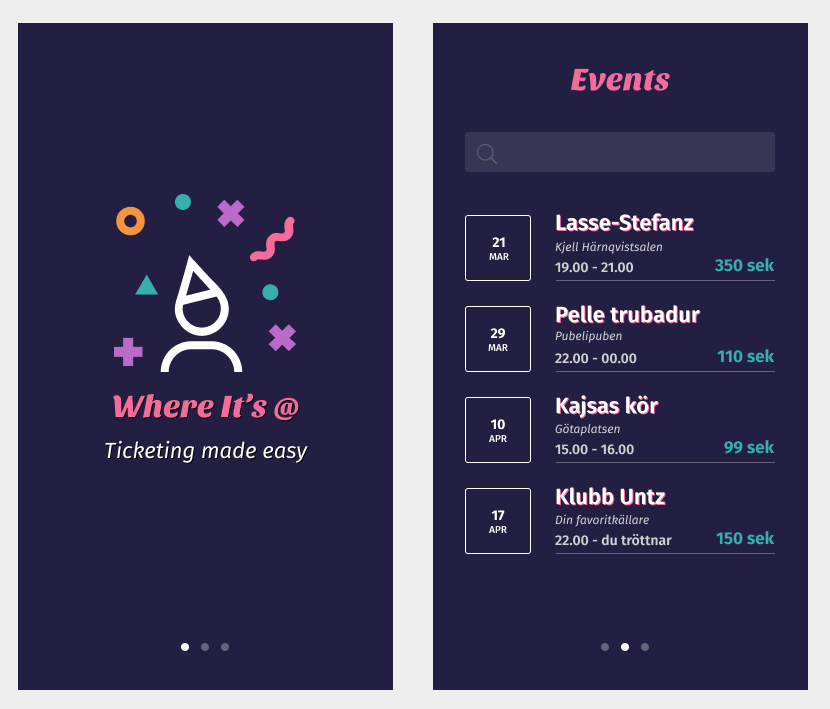 Where It's @
Ticketing made easy
Events
21
MAR
Lasse-Stefanz
Kjell Härnqvistsalen
19.00 - 21.00
350 sek
29
MAR
Pelle trubadur
Pubelipuben
22.00 - 00.00
110 sek
10
APR
Kajsas kör
Götaplatsen
15.00 - 16.00
99 sek
17
APR
Klubb Untz
Din favoritkällare
22.00 - du tröttnar
150 sek